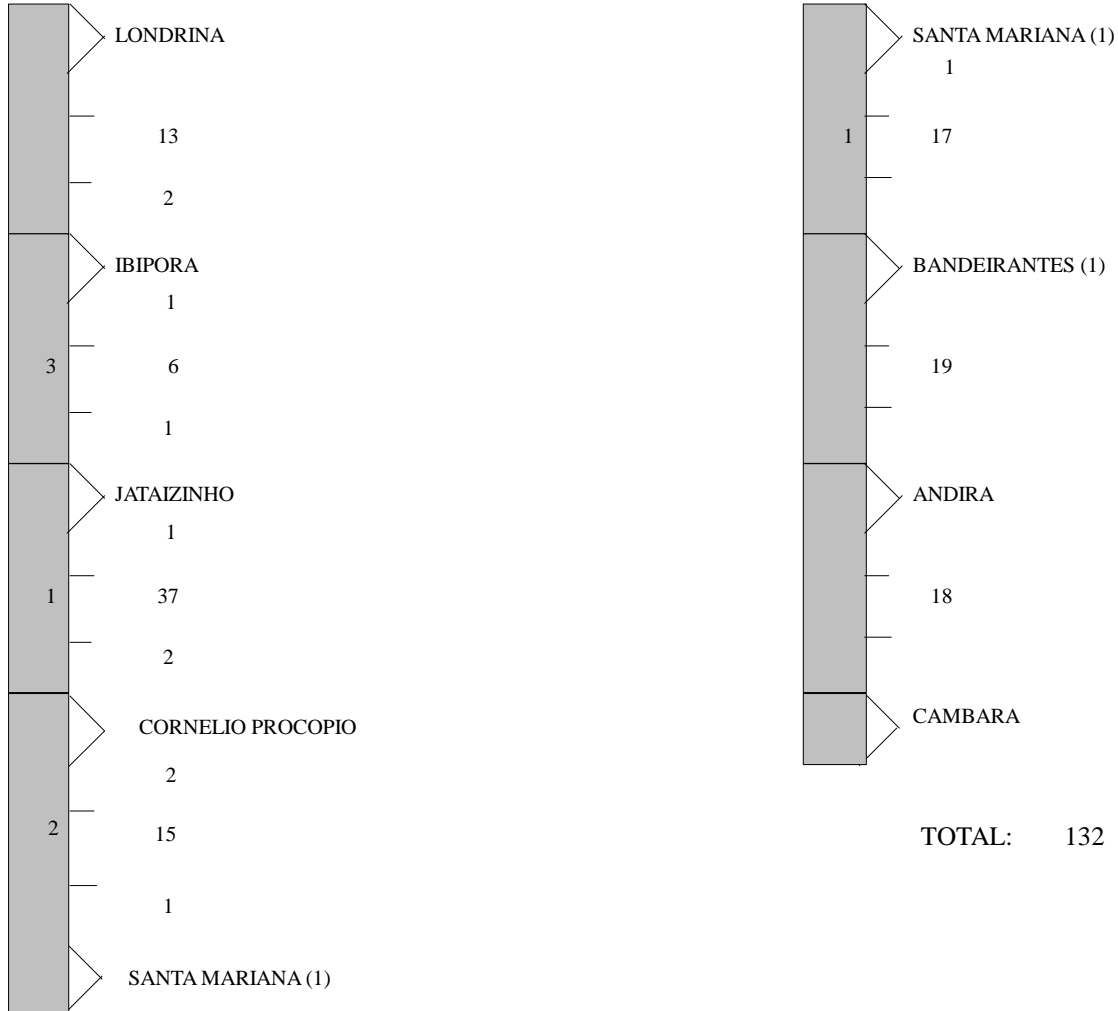 LONDRINA
13
2
IBIPORA
1
3 6
1
JATAIZINHO
1
1 37
2
CORNELIO PROCOPIO
2
2 15
1
SANTA MARIANA (1)
SANTA MARIANA (1)
1
1 17
BANDEIRANTES (1)
19
ANDIRA
18
CAMBARA
TOTAL: 132